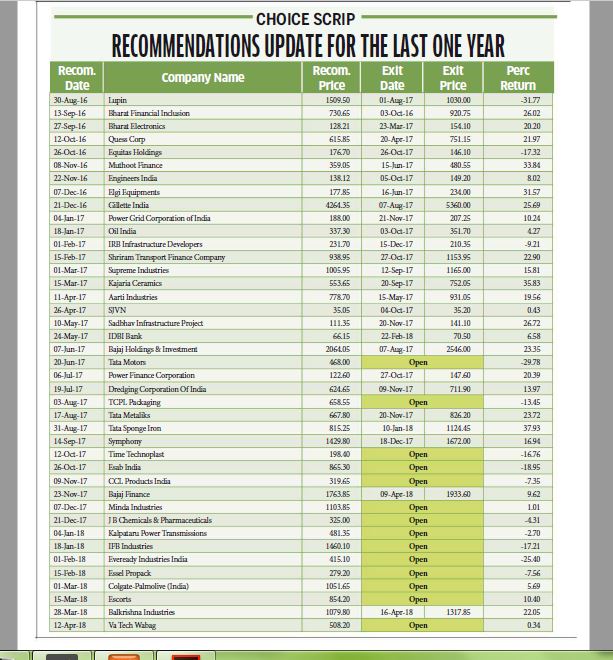 CHOICE SCRIP
RECOMMENDATIONS UPDATE FOR THE LAST ONE YEAR
Recom. Date Company Name Recom. Price Exit Date Exit Price Perc Return
30-Aug-16 Lupin 1509.50 01-Aug-17 1030.00 -31.77
13-Sep-16 Bharat Financial Inclusion 730.65 03-Oct-16 920.75 26.02
27-Sep-16 Bharat Electronics 128.21 23-Mar-17 154.10 20.20
12-Oct-16 Quess Corp 615.85 20-Apr-17 751.15 21.97
26-Oct-16 Equitas Holdings 176.70 26-Oct-17 146.10 -17.32
08-Nov-16 Muthoot Finance 359.05 15-Jun-17 480.55 33.84
22-Nov-16 Engineers India 138.12 05-Oct-17 149.20 8.02
07-Dec-16 Elgi Equipments 177.85 16-Jun-17 234.00 31.57
21-Dec-16 Gillette India 4264.35 07-Aug-17 5360.00 25.69
04-Jan-17 Power Grid Corporation of India 188.00 21-Nov-17 207.25 10.24
18-Jan-17 Oil India 337.30 03-Oct-17 351.70 4.27
01-Feb-17 IRB Infrastructure Developers 231.70 15-Dec-17 210.35 -9.21
15-Feb-17 Shriram Transport Finance Company 938.95 27-Oct-17 1153.95 22.90
01-Mar-17 Supreme Industries 1005.95 12-Sep-17 1165.00 15.81
15-Mar-17 Kajaria Ceramics 553.65 20-Sep-17 752.05 35.83
11-Apr-17 Aarti Industries 778.70 15-May-17 931.05 19.56
26-Apr-17 SJVN 35.05 04-Oct-17 35.20 0.43
10-May-17 Sadbhav Infrastructure Project 111.35 20-Nov-17 141.10 26.72
24-May-17 IDBI Bank 66.15 22-Feb-18 70.50 6.58
07-Jun-17 Bajaj Holdings & Investment 2064.05 07-Aug-17 2546.00 23.35
20-Jun-17 Tata Motors 468.00 Open -29.78
06-Jul-17 Power Finance Corporation 122.60 27-Oct-17 147.60 20.39
19-Jul-17 Dredging Corporation Of India 624.65 09-Nov-17 711.90 13.97
03-Aug-17 TCPL Packaging 658.55 Open -13.45
17-Aug-17 Tata Metaliks 667.80 20-Nov-17 826.20 23.72
31-Aug-17 Tata Sponge Iron 815.25 10-Jan-18 1124.45 37.93
14-Sep-17 Symphony 1429.80 18-Dec-17 1672.00 16.94
12-Oct-17 Time Technoplast 198.40 Open -16.76
26-Oct-17 Esab India 865.30 Open -18.95
09-Nov-17 CCL Products India 319.65 Open -7.35
23-Nov-17 Bajaj Finance 1763.85 09-Apr-18 1933.60 9.62
07-Dec-17 Minda Industries 1103.85 Open 1.01
21-Dec-17 J B Chemicals & Pharmaceuticals 325.00 Open -4.31
04-Jan-18 Kalpataru Power Transmissions 481.35 Open -2.70
18-Jan-18 IFB Industries 1460.10 Open -17.21
01-Feb-18 Eveready Industries India 415.10 Open -25.40
15-Feb-18 Essel Propack 279.20 Open -7.56
01-Mar-18 Colgate-Palmolive (India) 1051.65 Open 5.69
15-Mar-18 Escorts 854.20 Open 10.40
28-Mar-18 Balkrishna Industries 1079.80 16-Apr-18 1317.85 22.05
12-Apr-18 Va Tech Wabag 508.20 Open 0.34